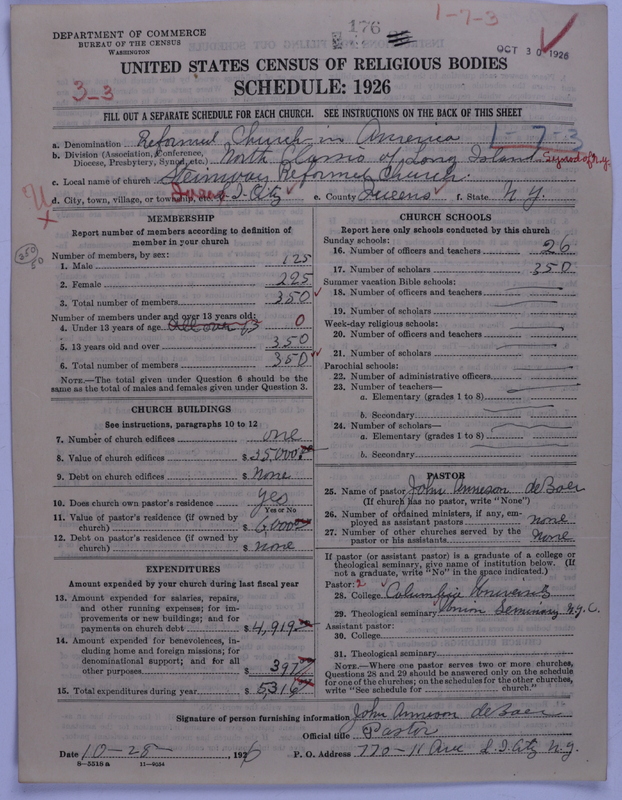 DEPARTMENT OF COMMERCE
BUREAU OF THE CENSUS
WASHINGTON
176
1-7-3
OCT 30 1926
UNITED STATES CENSUS OF RELIGIOUS BODIES
SCHEDULE: 1926
3-3
FILL OUT A SEPARATE SCHEDULE FOR EACH CHURCH. SEE INSTRUCTIONS ON THE BACK OF THIS SHEET
a. Denomination Reformed Church in America
1-7-3
b. Division (Association, Conference, Diocese, Presbytery, Synod, etc.) North Classis of Long Island Synod of N.Y.
c. Local name of church Steinway Reformed Church.
d. City, town, village, or township, etc. L I City e. County Queens f. State N Y.
MEMBERSHIP
Report number of members according to definition of member in your church
350
50
Number of members, by sex:
1. Male 125
2. Female 225
3. Total number of members 350
Number of members under and over 13 years old:
4. Under 13 years of age All over 13 0
5. 13 years old and over 350
6. Total number of members 350
NOTE.—The total given under Question 6 should be the same as the total of males and females given under Question 3.
CHURCH BUILDINGS
See instructions, paragraphs 10 to 12
7. Number of church edifices one
8. Value of church edifices $ 35,000
9. Debt on church edifices $ None
10. Does church own pastor's residence Yes
Yes or No
11. Value of pastor's residence (if owned by church) $ 6,000
12. Debt on pastor's residence (if owned by church) $ None
EXPENDITURES
Amount expended by your church during last fiscal year
13. Amount expended for salaries, repairs, and other running expenses; for improvements or new buildings; and for payments on church debt $ 4,919
14. Amount expended for benevolences, including home and foreign missions; for denominational support; and for all other purposes $ 397
15. Total expenditures during year $ 5,316
CHURCH SCHOOLS
Report here only schools conducted by this church
Sunday schools:
16. Number of officers and teachers 26
17. Number of scholars 350
Summer vacation Bible schools:
18. Number of officers and teachers
19. Number of scholars
Week-day religious schools:
20. Number of officers and teachers
21. Number of scholars
Parochial schools:
22. Number of administrative officers
23. Number of teachers—
a. Elementary (grades 1 to 8)
b. Secondary
24. Number of scholars—
a. Elementary (grades 1 to 8)
b. Secondary
PASTOR
25. Name of pastor John Anneson de Boer
(If church has no pastor, write "None")
26. Number of ordained ministers, if any, employed as assistant pastors none
27. Number of other churches served by the pastor or his assistants None
If pastor (or assistant pastor) is a graduate of a college or theological seminary, give name of institution below. (If not a graduate, write "No" in the space indicated.)
Pastor: 2
28. College Columbia University
29. Theological seminary Union Seminary N.Y.C.
Assistant pastor:
30. College
31. Theological seminary
NOTE.—Where one pastor serves two or more churches, Questions 28 and 29 should be answered only on the schedule for one of the churches; on the schedules for the other churches, write "See schedule for church."
Signature of person furnishing information John Anneson de Boer
Official title Pastor
Date 10-28-, 1926 P. O. Address 770-11 Ave L.I. City N.Y.
8-5518a 11-9054